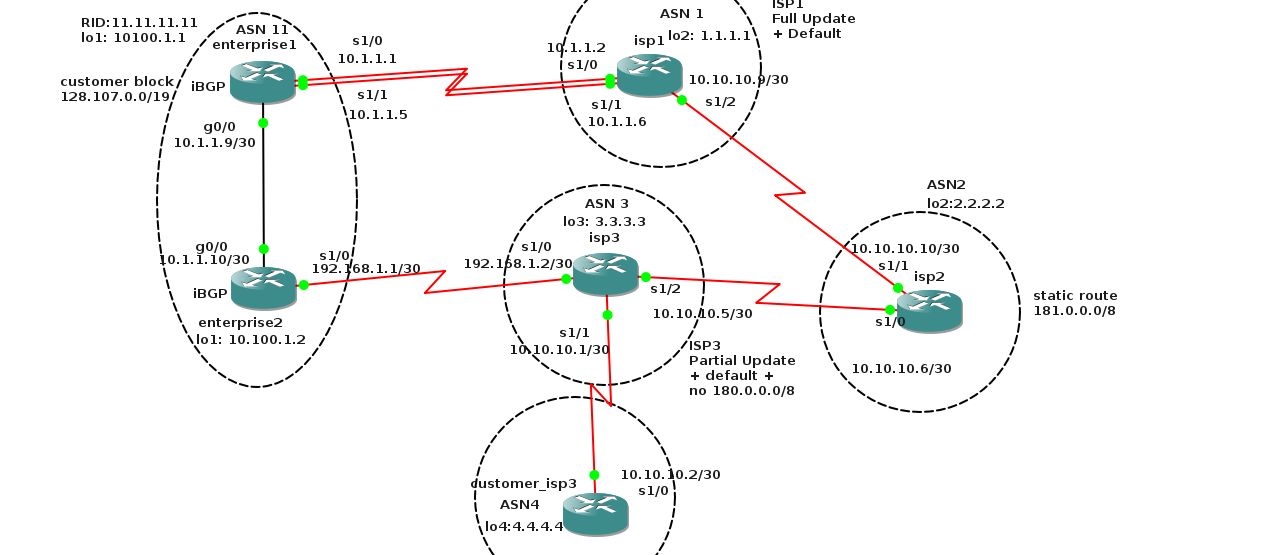 RID:11.11.11.11
lo1: 10100.1.1
ASN 11
enterprise1
customer block
128.107.0.0/19
iBGP
s1/0
10.1.1.1
s1/1
10.1.1.5
g0/0
10.1.1.9/30
g0/0
10.1.1.10/30
iBGP
enterprise2
lo1: 10.100.1.2
s1/0
192.168.1.1/30
ISP1
Full Update
+ Default
ASN 1
lo2: 1.1.1.1
isp1
10.1.1.2
s1/0
s1/1
10.1.1.6
10.10.10.9/30
s1/2
ASN 3
lo3: 3.3.3.3
isp3
s1/0
192.168.1.2/30
s1/2
10.10.10.5/30
s1/1
10.10.10.1/30
ISP3
Partial Update
+ default +
no 180.0.0.0/8
ASN2
lo2:2.2.2.2
10.10.10.10/30
s1/1
isp2
s1/0
10.10.10.6/30
static route
181.0.0.0/8
customer_isp3
ASN4
lo4:4.4.4.4
10.10.10.2/30
s1/0